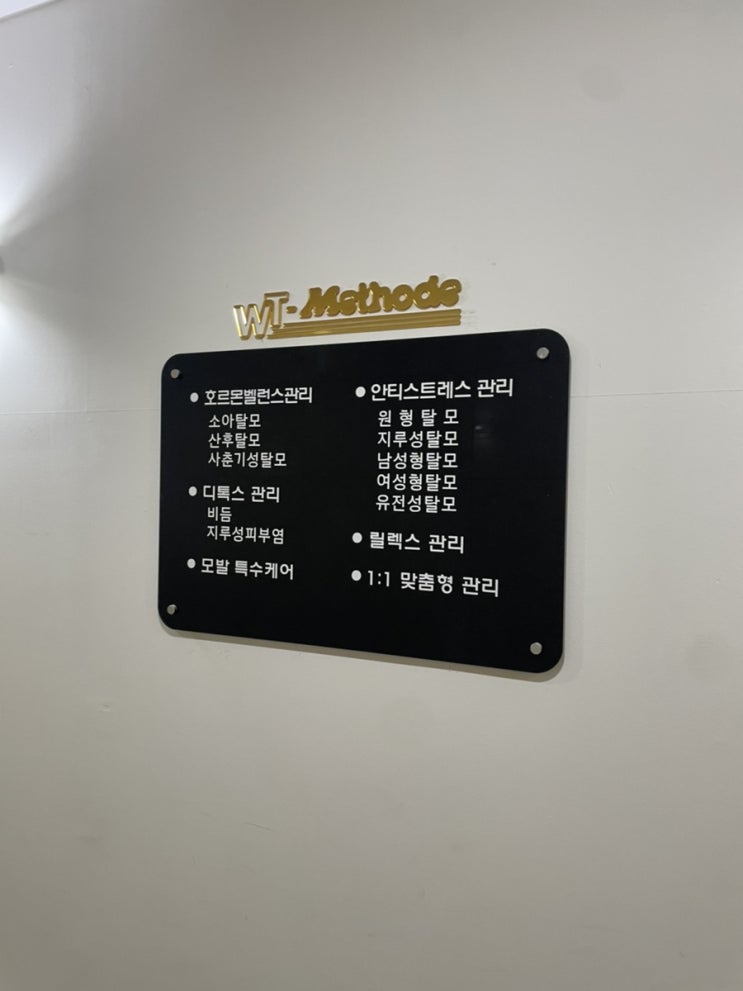 WT-Methode
● 호르몬벨런스관리
소아탈모
산후탈모
사춘기성탈모
● 디톡스 관리
비듬
지루성피부염
● 모발 특수케어
● 안티스트레스 관리
원 형 탈 모
지루성탈모
남성형탈모
여성형탈모
유전성탈모
● 릴렉스 관리
● 1:1 맞춤형 관리